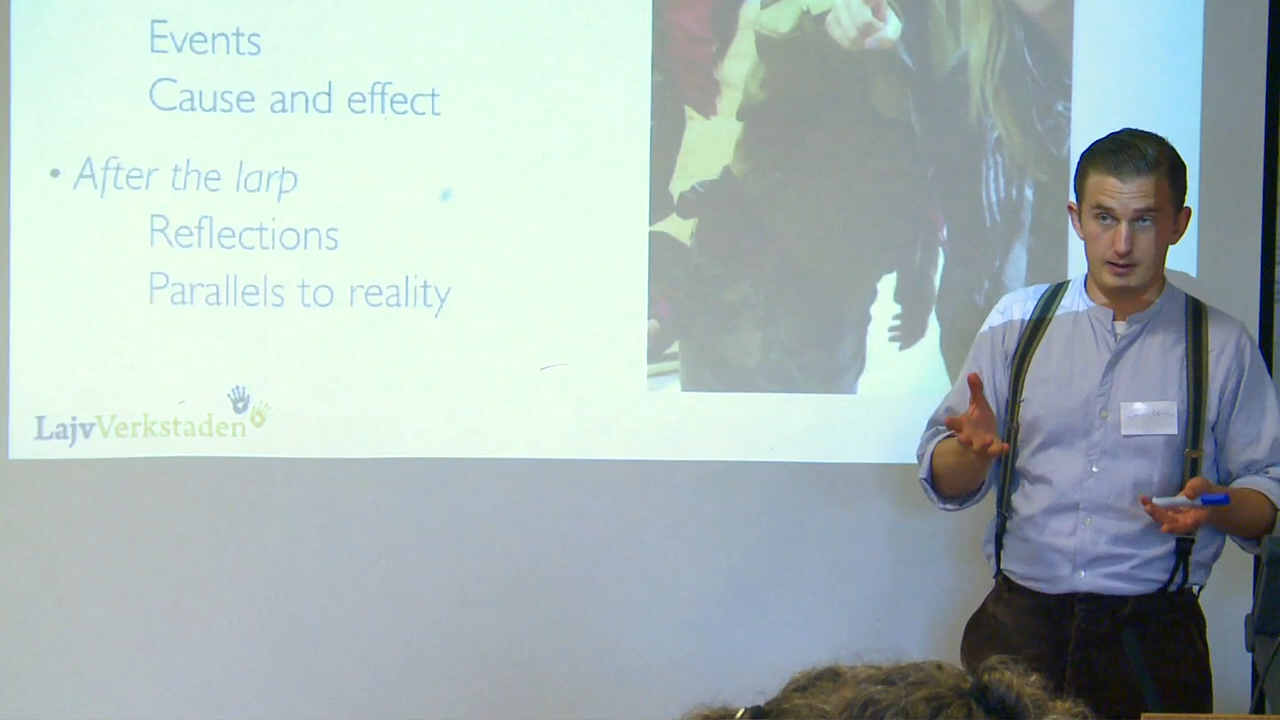 Events
Cause and effect
• After the larp
Reflections
Parallels to reality
LajvVerkstaden